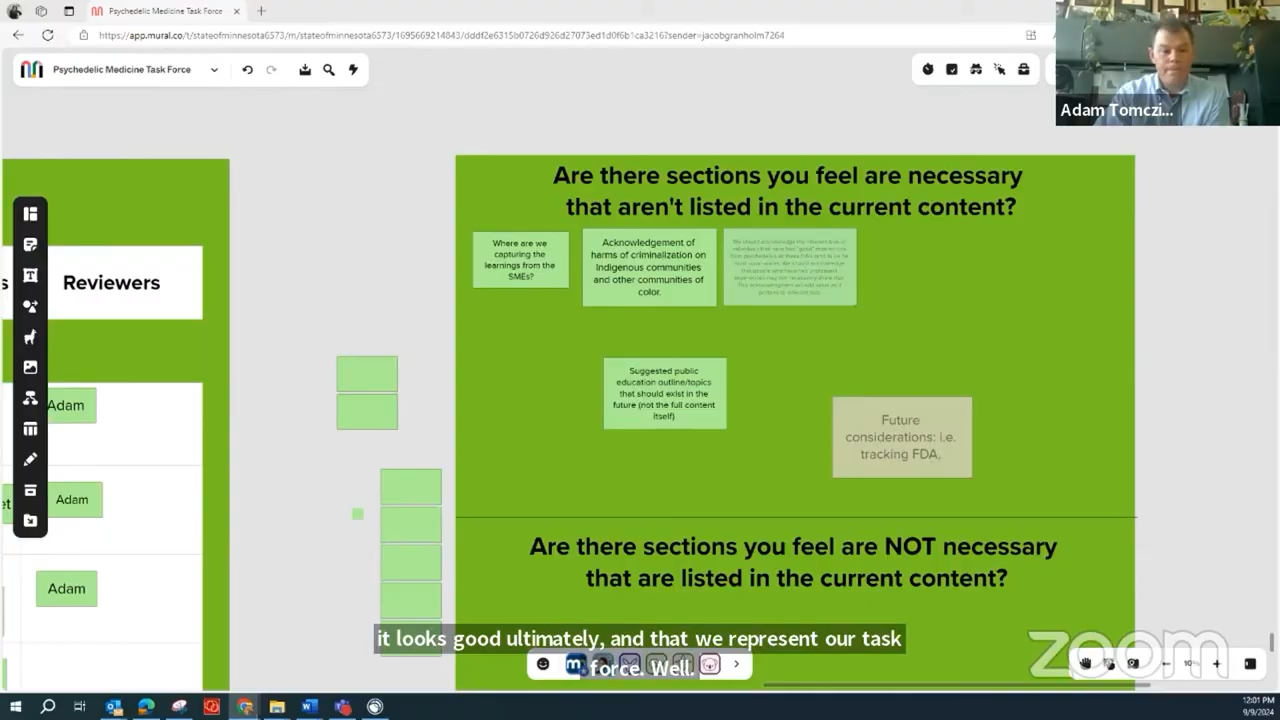 Psychedelic Medicine Task Force
https://app.mural.co/t/stateofminnesota6573/m/stateofminnesota6573/1695669214843/dddf2e6315b0726d926d27073ed1d0f6b1ca3216?sender=jacobgranholm7264
Psychedelic Medicine Task Force
Adam Tomczi...
Reviewers
Adam
Adam
Adam
Are there sections you feel are necessary
that aren't listed in the current content?
Where are we
capturing the
learnings from the
SMEs?
Acknowledgement of
harms of criminalization on
Indigenous communities
and other communities of
color.
Suggested public
education outline/topics
that should exist in the
future (not the full content
itself)
Future
considerations: i.e.
tracking FDA,
Are there sections you feel are NOT necessary
that are listed in the current content?
it looks good ultimately, and that we represent our task
force. Well.
zoom
12:01 PM
9/9/2024